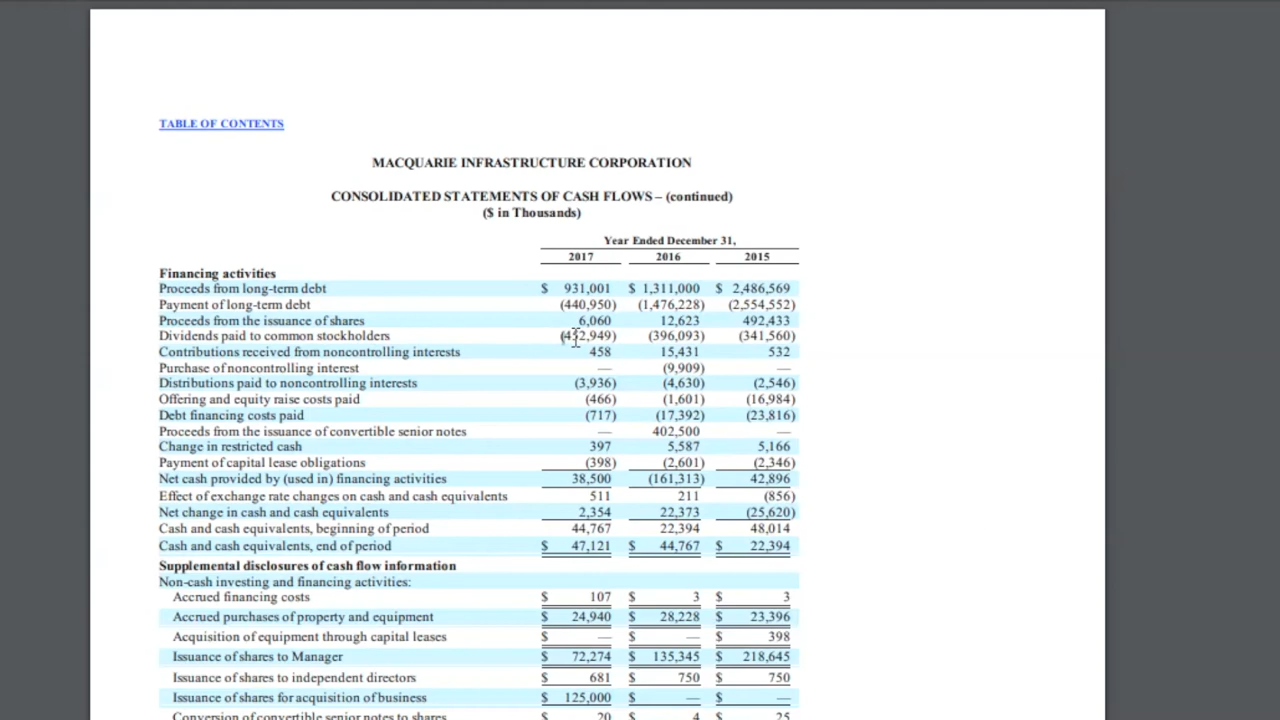 TABLE OF CONTENTS
MACQUARIE INFRASTRUCTURE CORPORATION
CONSOLIDATED STATEMENTS OF CASH FLOWS – (continued)
($ in Thousands)
Year Ended December 31,
2017 2016 2015
Financing activities
Proceeds from long-term debt $ 931,001 $ 1,311,000 $ 2,486,569
Payment of long-term debt (440,950) (1,476,228) (2,554,552)
Proceeds from the issuance of shares 6,060 12,623 492,433
Dividends paid to common stockholders (452,949) (396,093) (341,560)
Contributions received from noncontrolling interests 458 15,431 532
Purchase of noncontrolling interest — (9,909) —
Distributions paid to noncontrolling interests (3,936) (4,630) (2,546)
Offering and equity raise costs paid (466) (1,601) (16,984)
Debt financing costs paid (717) (17,392) (23,816)
Proceeds from the issuance of convertible senior notes — 402,500 —
Change in restricted cash 397 5,587 5,166
Payment of capital lease obligations (398) (2,601) (2,346)
Net cash provided by (used in) financing activities 38,500 (161,313) 42,896
Effect of exchange rate changes on cash and cash equivalents 511 211 (856)
Net change in cash and cash equivalents 2,354 22,373 (25,620)
Cash and cash equivalents, beginning of period 44,767 22,394 48,014
Cash and cash equivalents, end of period $ 47,121 $ 44,767 $ 22,394
Supplemental disclosures of cash flow information
Non-cash investing and financing activities:
Accrued financing costs $ 107 $ 3 $ 3
Accrued purchases of property and equipment $ 24,940 $ 28,228 $ 23,396
Acquisition of equipment through capital leases $ — $ — $ 398
Issuance of shares to Manager $ 72,274 $ 135,345 $ 218,645
Issuance of shares to independent directors $ 681 $ 750 $ 750
Issuance of shares for acquisition of business $ 125,000 $ — $ —
Conversion of convertible senior notes to shares $ 20 $ 4 $ 25